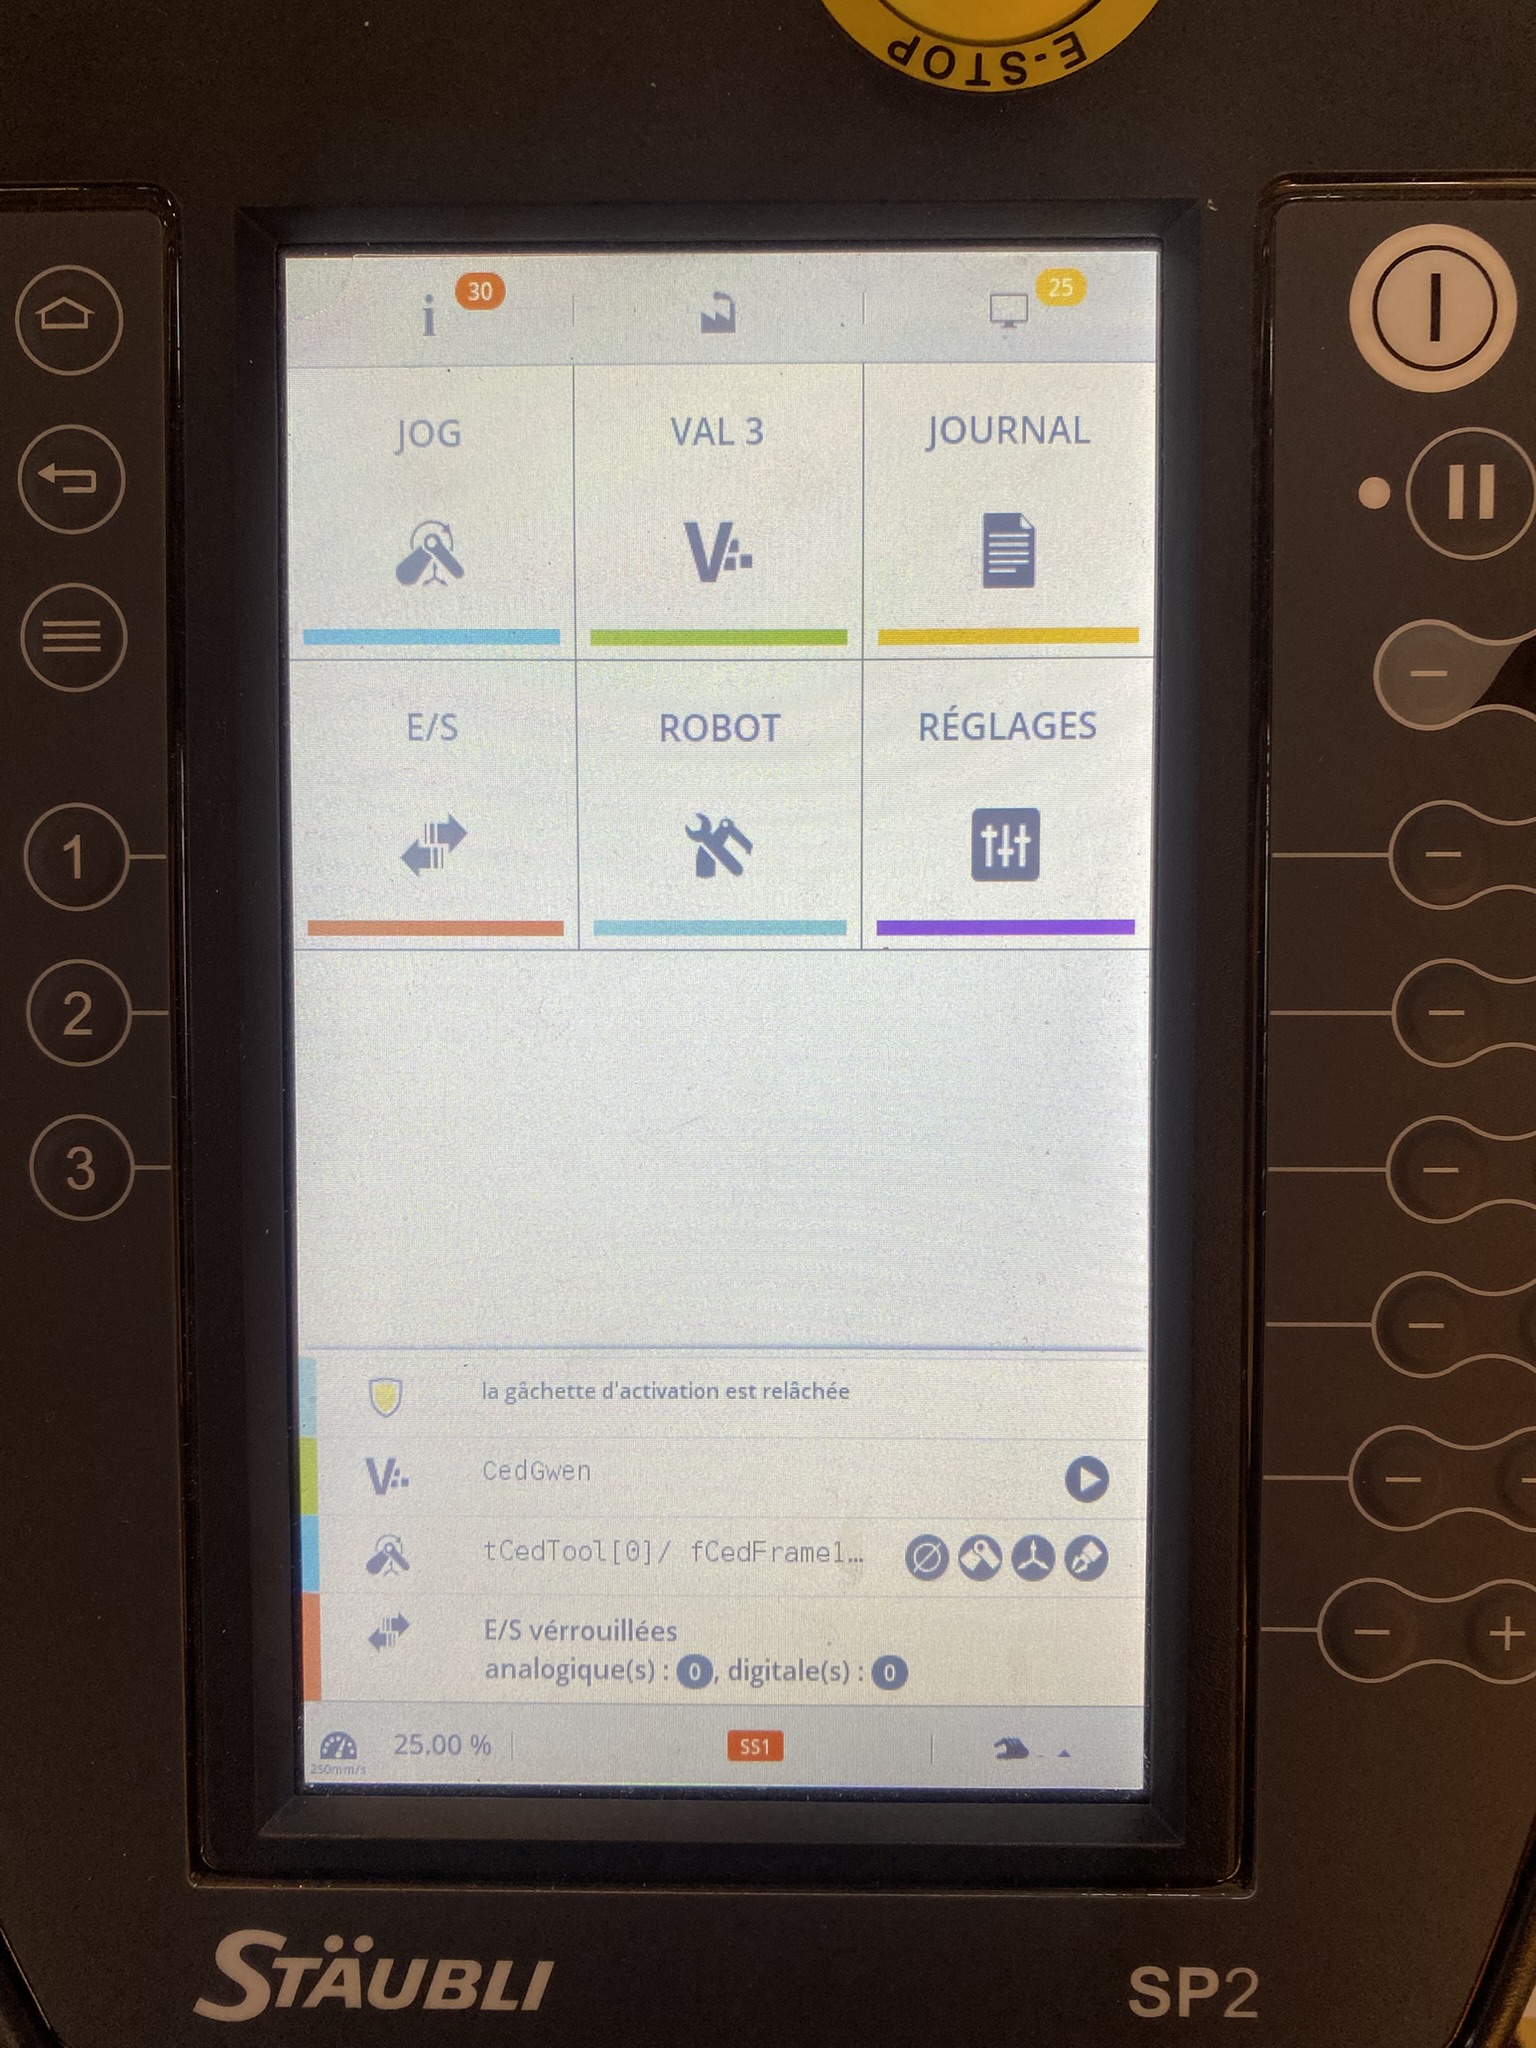 E-STOP
30
25
JOG
VAL 3
JOURNAL
E/S
ROBOT
RÉGLAGES
1
2
3
la gâchette d'activation est relâchée
CedGwen
tCedTool[0]/ fCedFrame1…
E/S vérrouillées
analogique(s) : 0, digitale(s) : 0
25.00 %
250mm/s
SS1
STÄUBLI
SP2